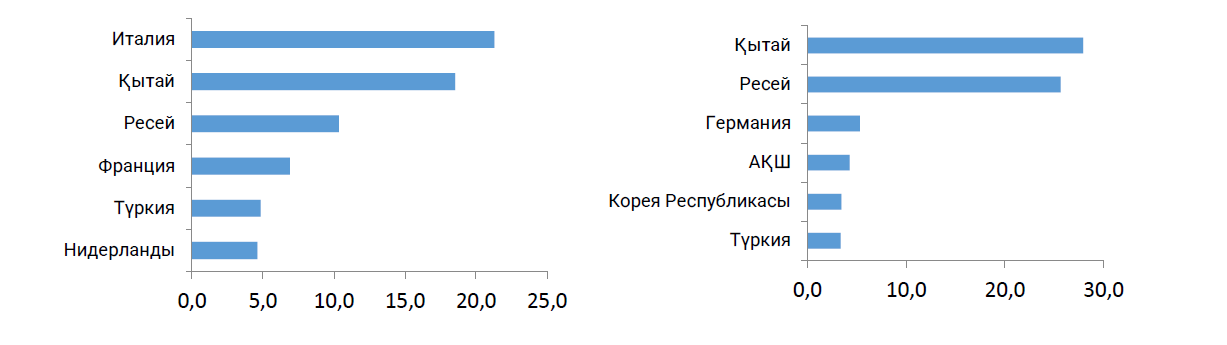 Италия
Қытай
Ресей
Франция
Түркия
Нидерланды
0,0 5,0 10,0 15,0 20,0 25,0
Қытай
Ресей
Германия
АҚШ
Корея Республикасы
Түркия
0,0 10,0 20,0 30,0